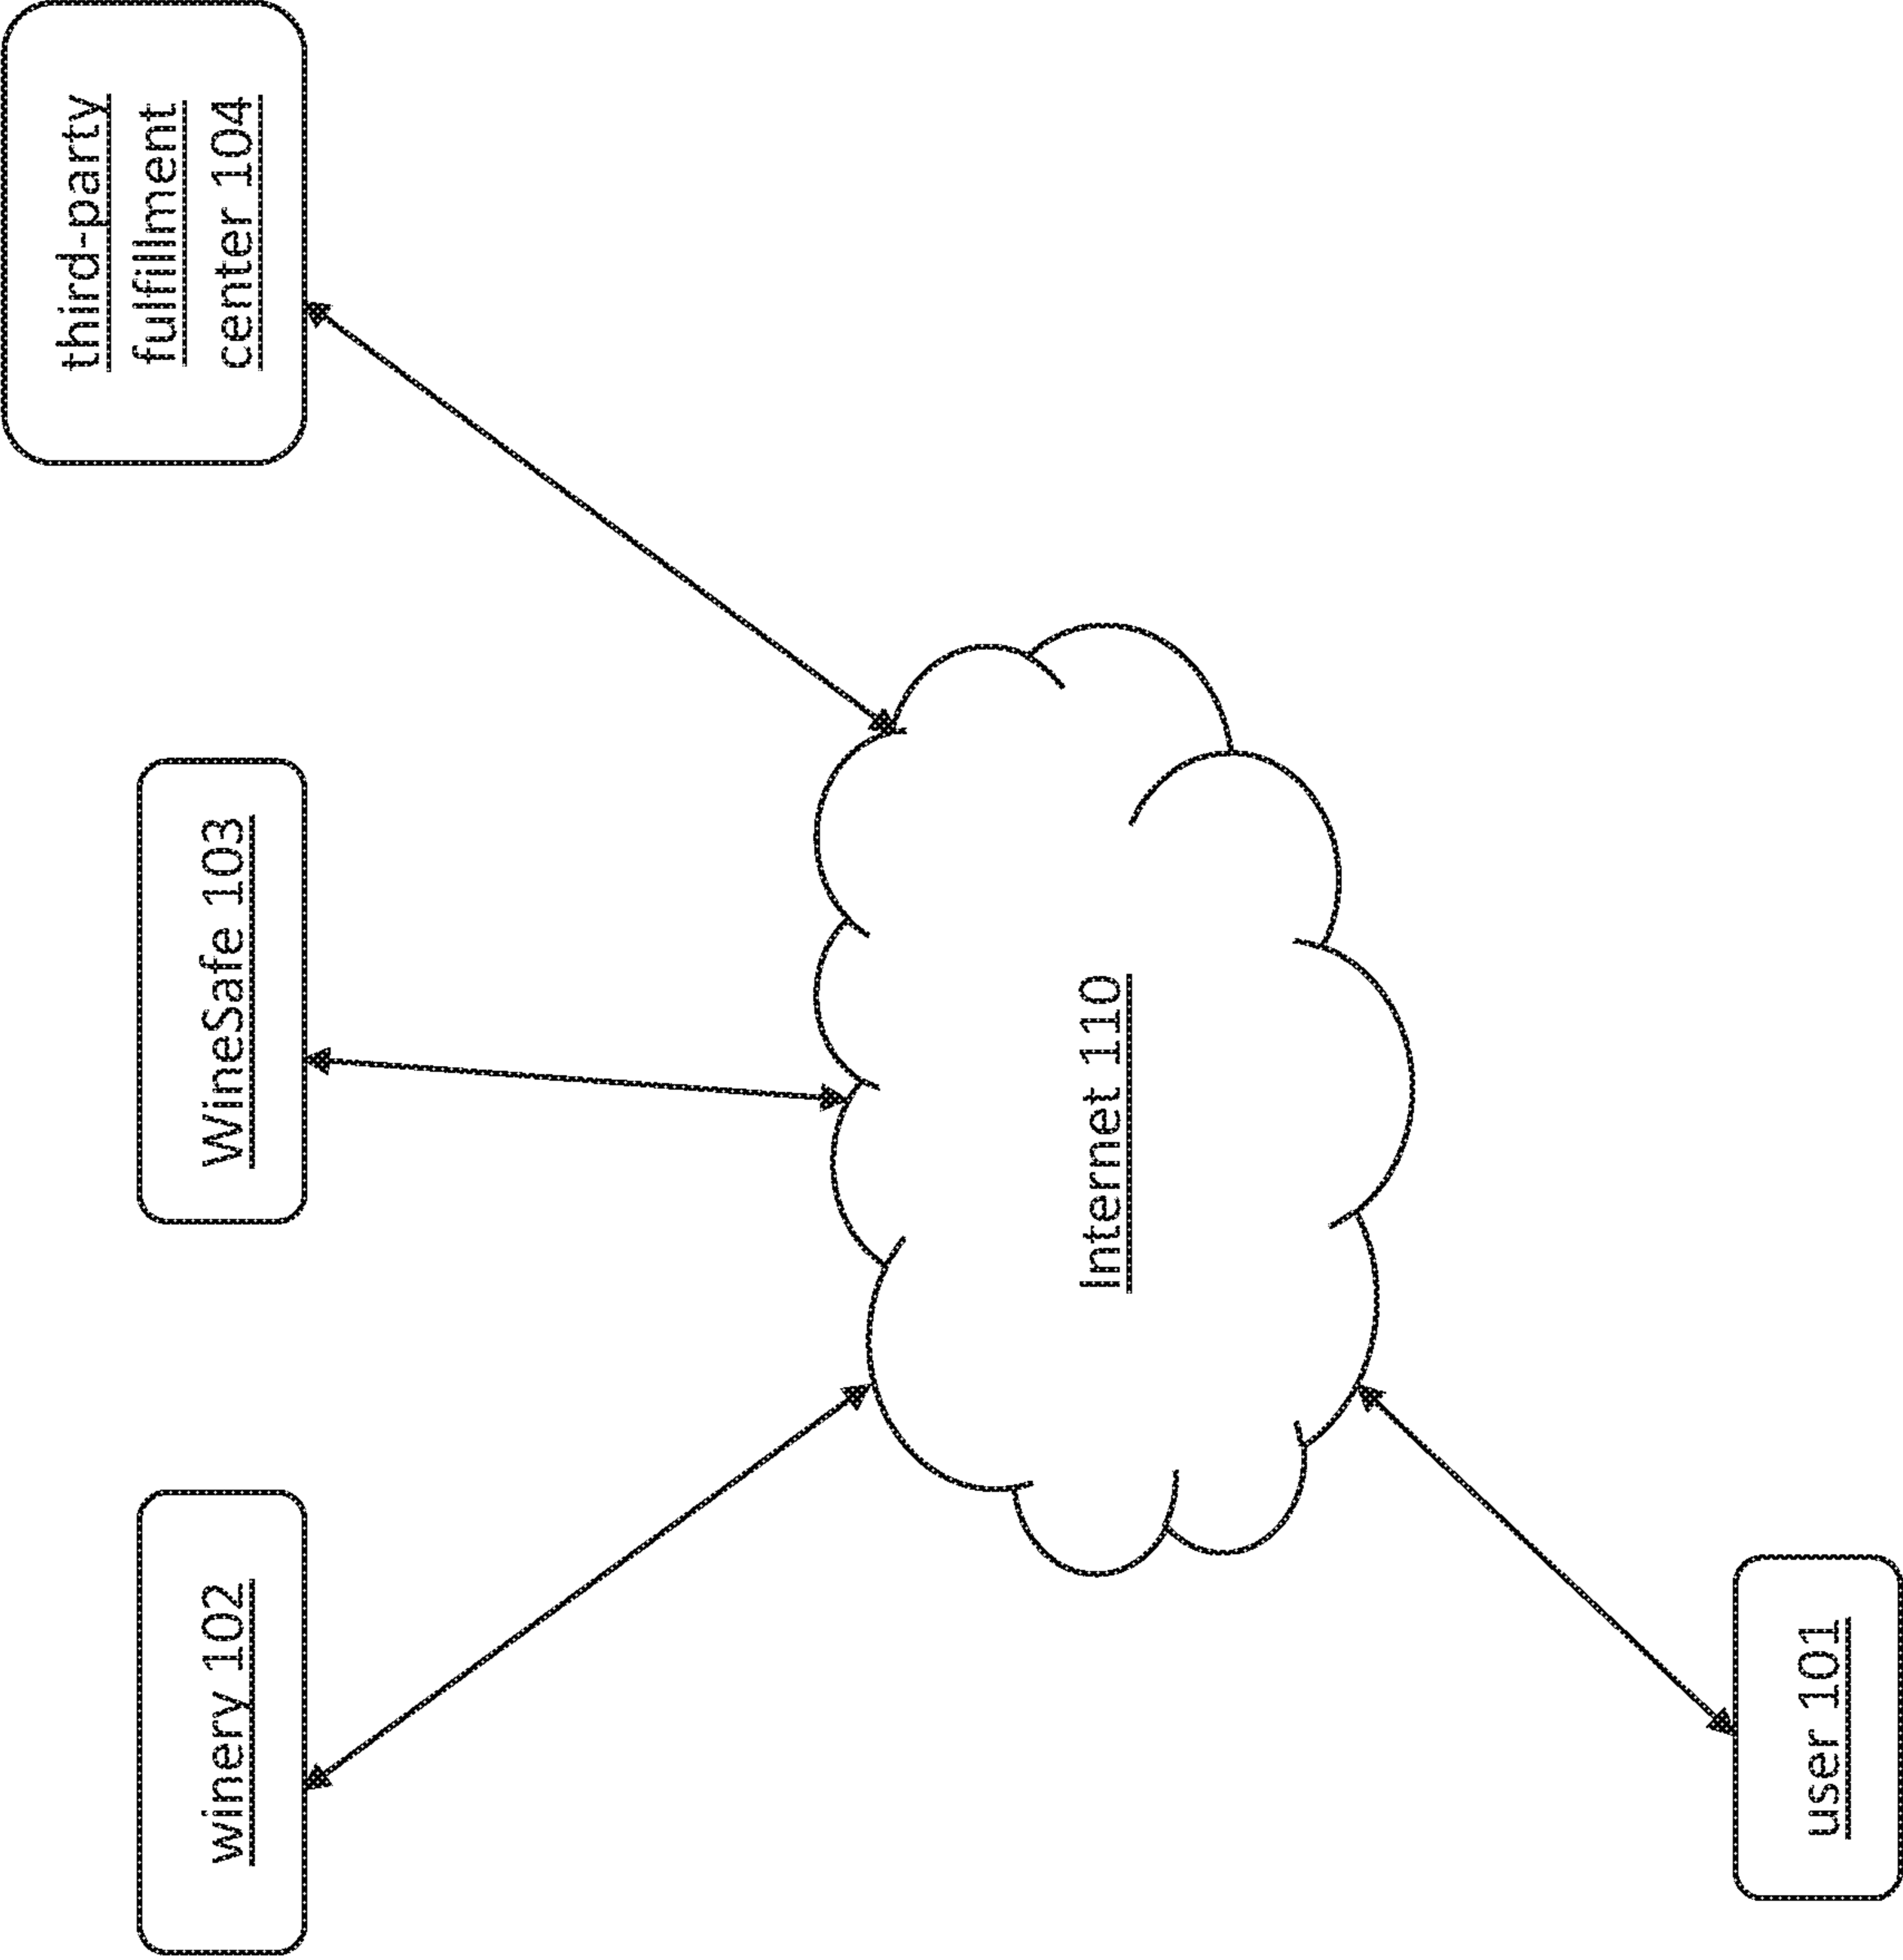 winery 102
WineSafe 103
third-party
fulfillment
center 104
Internet 110
user 101